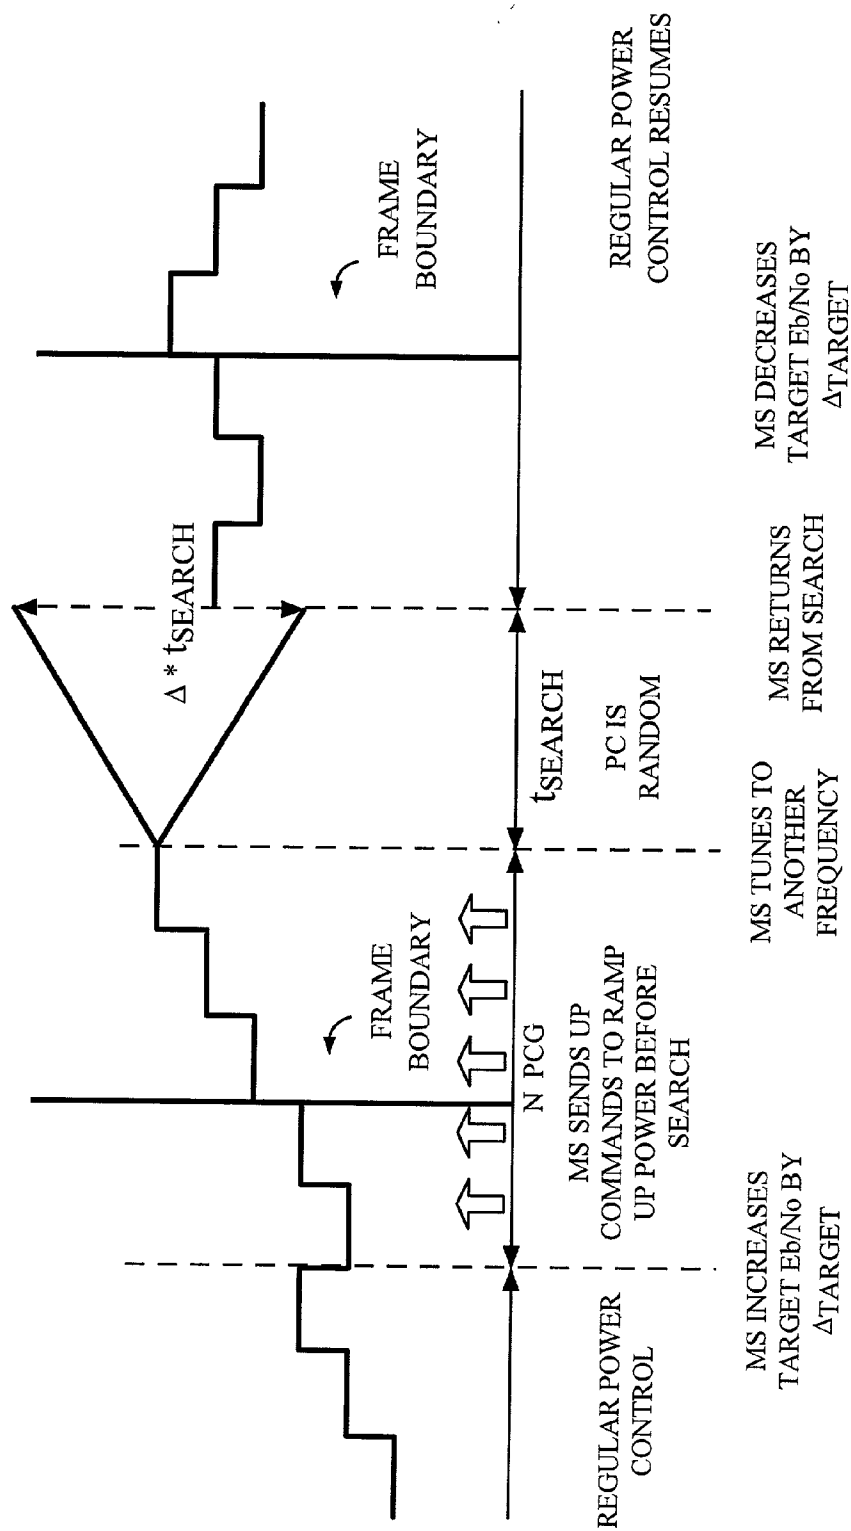 Δ * tSEARCH
FRAME
BOUNDARY
FRAME
BOUNDARY
N PCG
tSEARCH
REGULAR POWER
CONTROL
MS SENDS UP
COMMANDS TO RAMP
UP POWER BEFORE
SEARCH
PC IS
RANDOM
REGULAR POWER
CONTROL RESUMES
MS INCREASES
TARGET Eb/No BY
ΔTARGET
MS TUNES TO
ANOTHER
FREQUENCY
MS RETURNS
FROM SEARCH
MS DECREASES
TARGET Eb/No BY
ΔTARGET